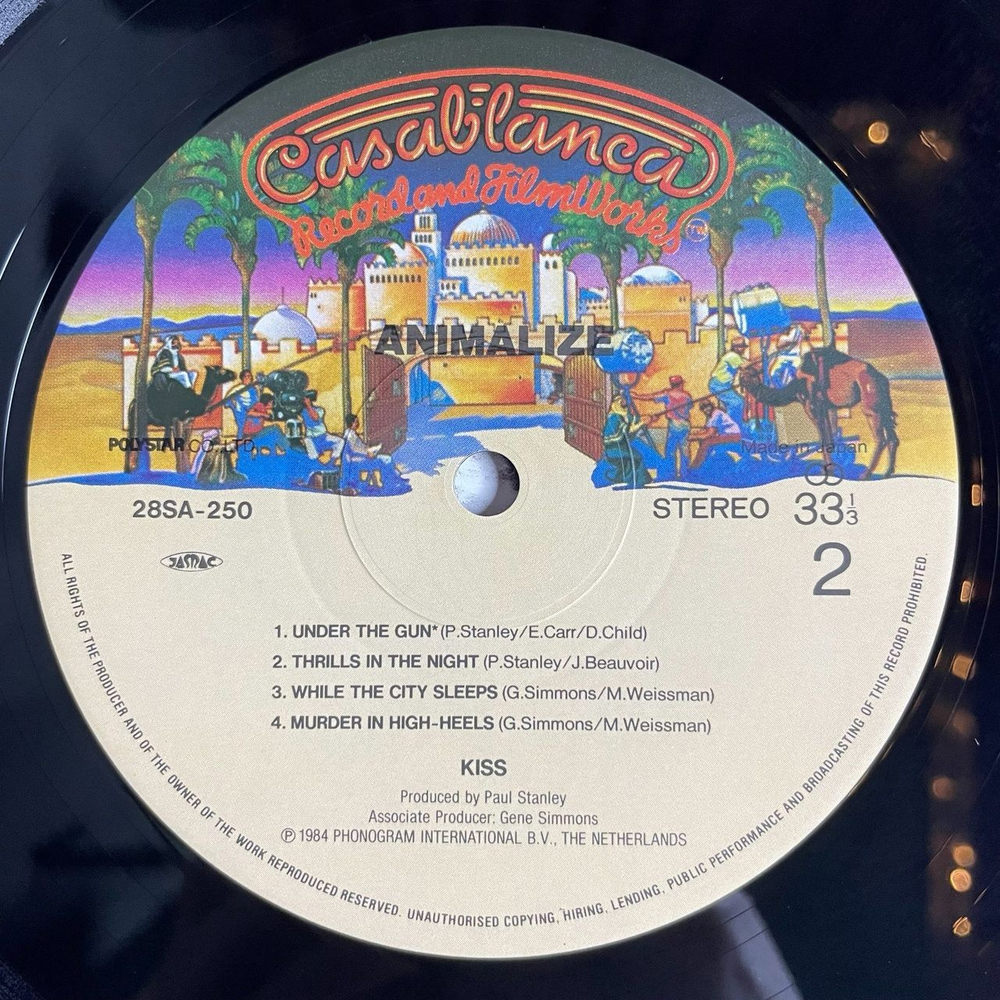 Casablanca
Record and FilmWorks™
ANIMALIZE
POLYSTAR CO., LTD.
Made in Japan
28SA-250
STEREO 33⅓
JASRAC
2
1. UNDER THE GUN* (P.Stanley/E.Carr/D.Child)
2. THRILLS IN THE NIGHT (P.Stanley/J.Beauvoir)
3. WHILE THE CITY SLEEPS (G.Simmons/M.Weissman)
4. MURDER IN HIGH-HEELS (G.Simmons/M.Weissman)
KISS
Produced by Paul Stanley
Associate Producer: Gene Simmons
℗ 1984 PHONOGRAM INTERNATIONAL B.V., THE NETHERLANDS
ALL RIGHTS OF THE PRODUCER AND OF THE OWNER OF THE WORK REPRODUCED RESERVED. UNAUTHORISED COPYING, HIRING, LENDING, PUBLIC PERFORMANCE AND BROADCASTING OF THIS RECORD PROHIBITED.